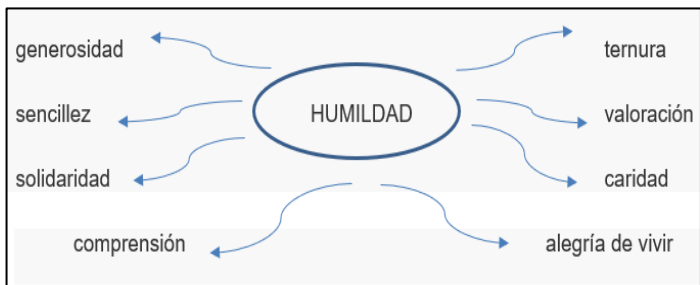 generosidad
ternura
sencillez
HUMILDAD
valoración
solidaridad
caridad
comprensión
alegría de vivir